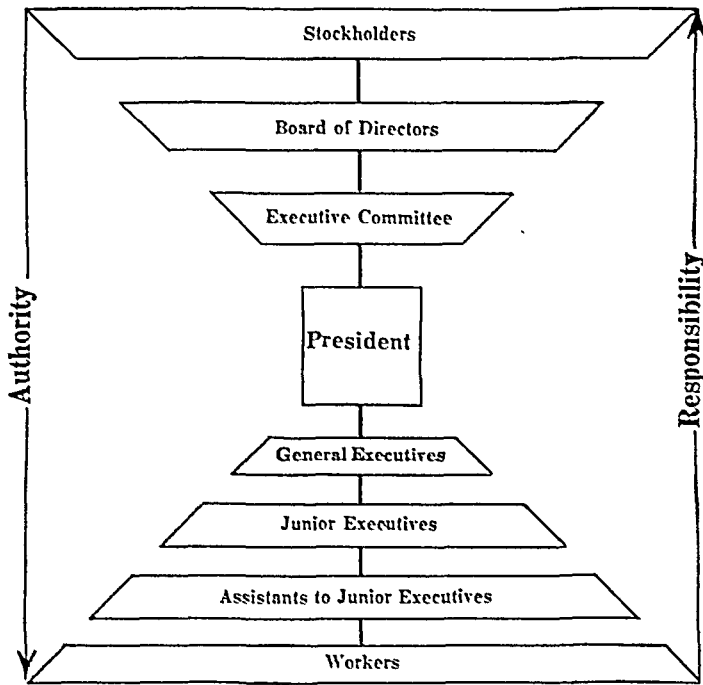 Stockholders
Board of Directors
Executive Committee
President
General Executives
Junior Executives
Assistants to Junior Executives
Workers
Authority
Responsibility